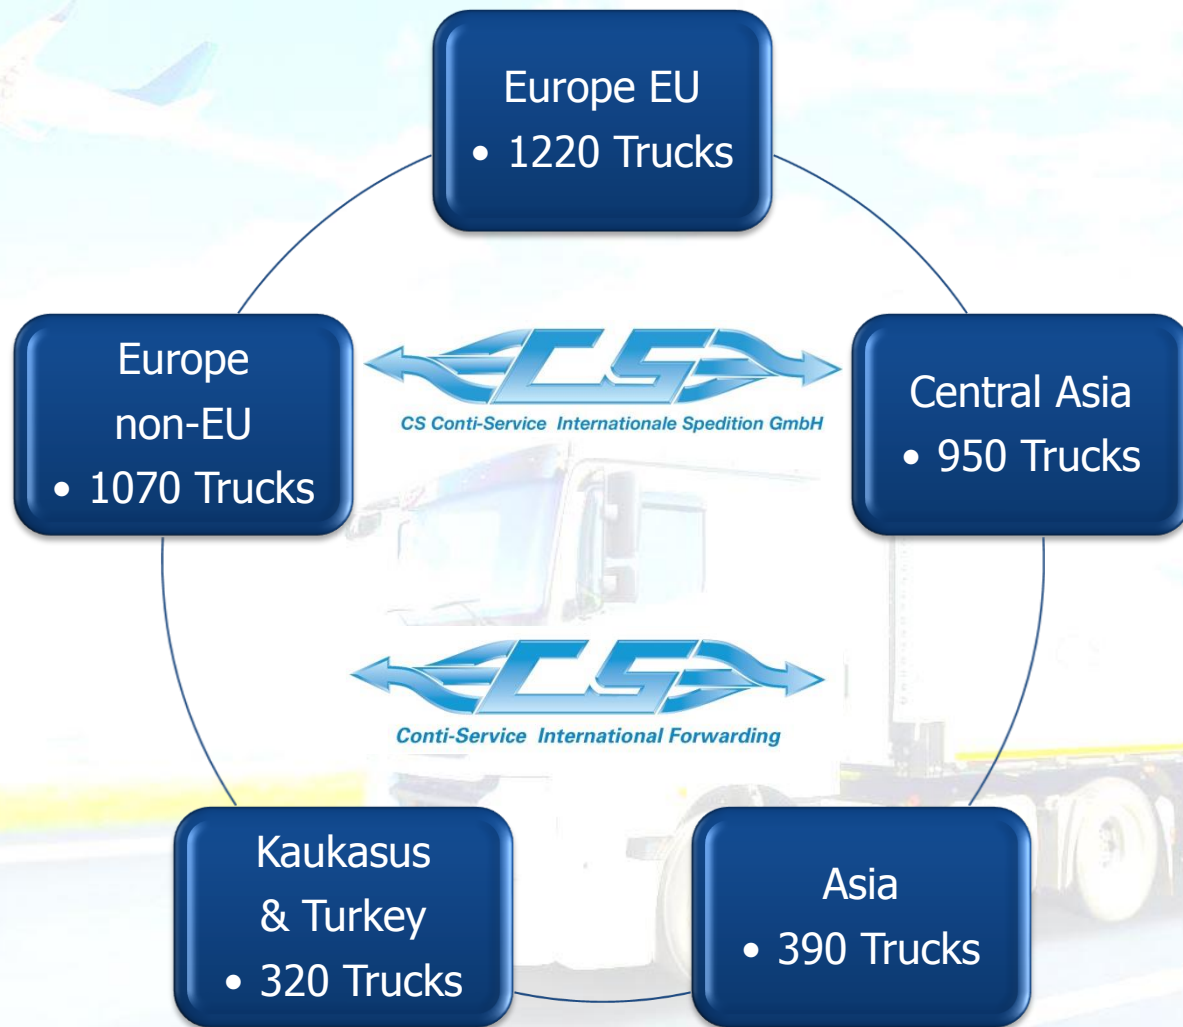 Europe EU
• 1220 Trucks
Europe
non-EU
• 1070 Trucks
CS
CS Conti-Service Internationale Spedition GmbH
Central Asia
• 950 Trucks
CS
Conti-Service International Forwarding
Kaukasus
& Turkey
• 320 Trucks
Asia
• 390 Trucks